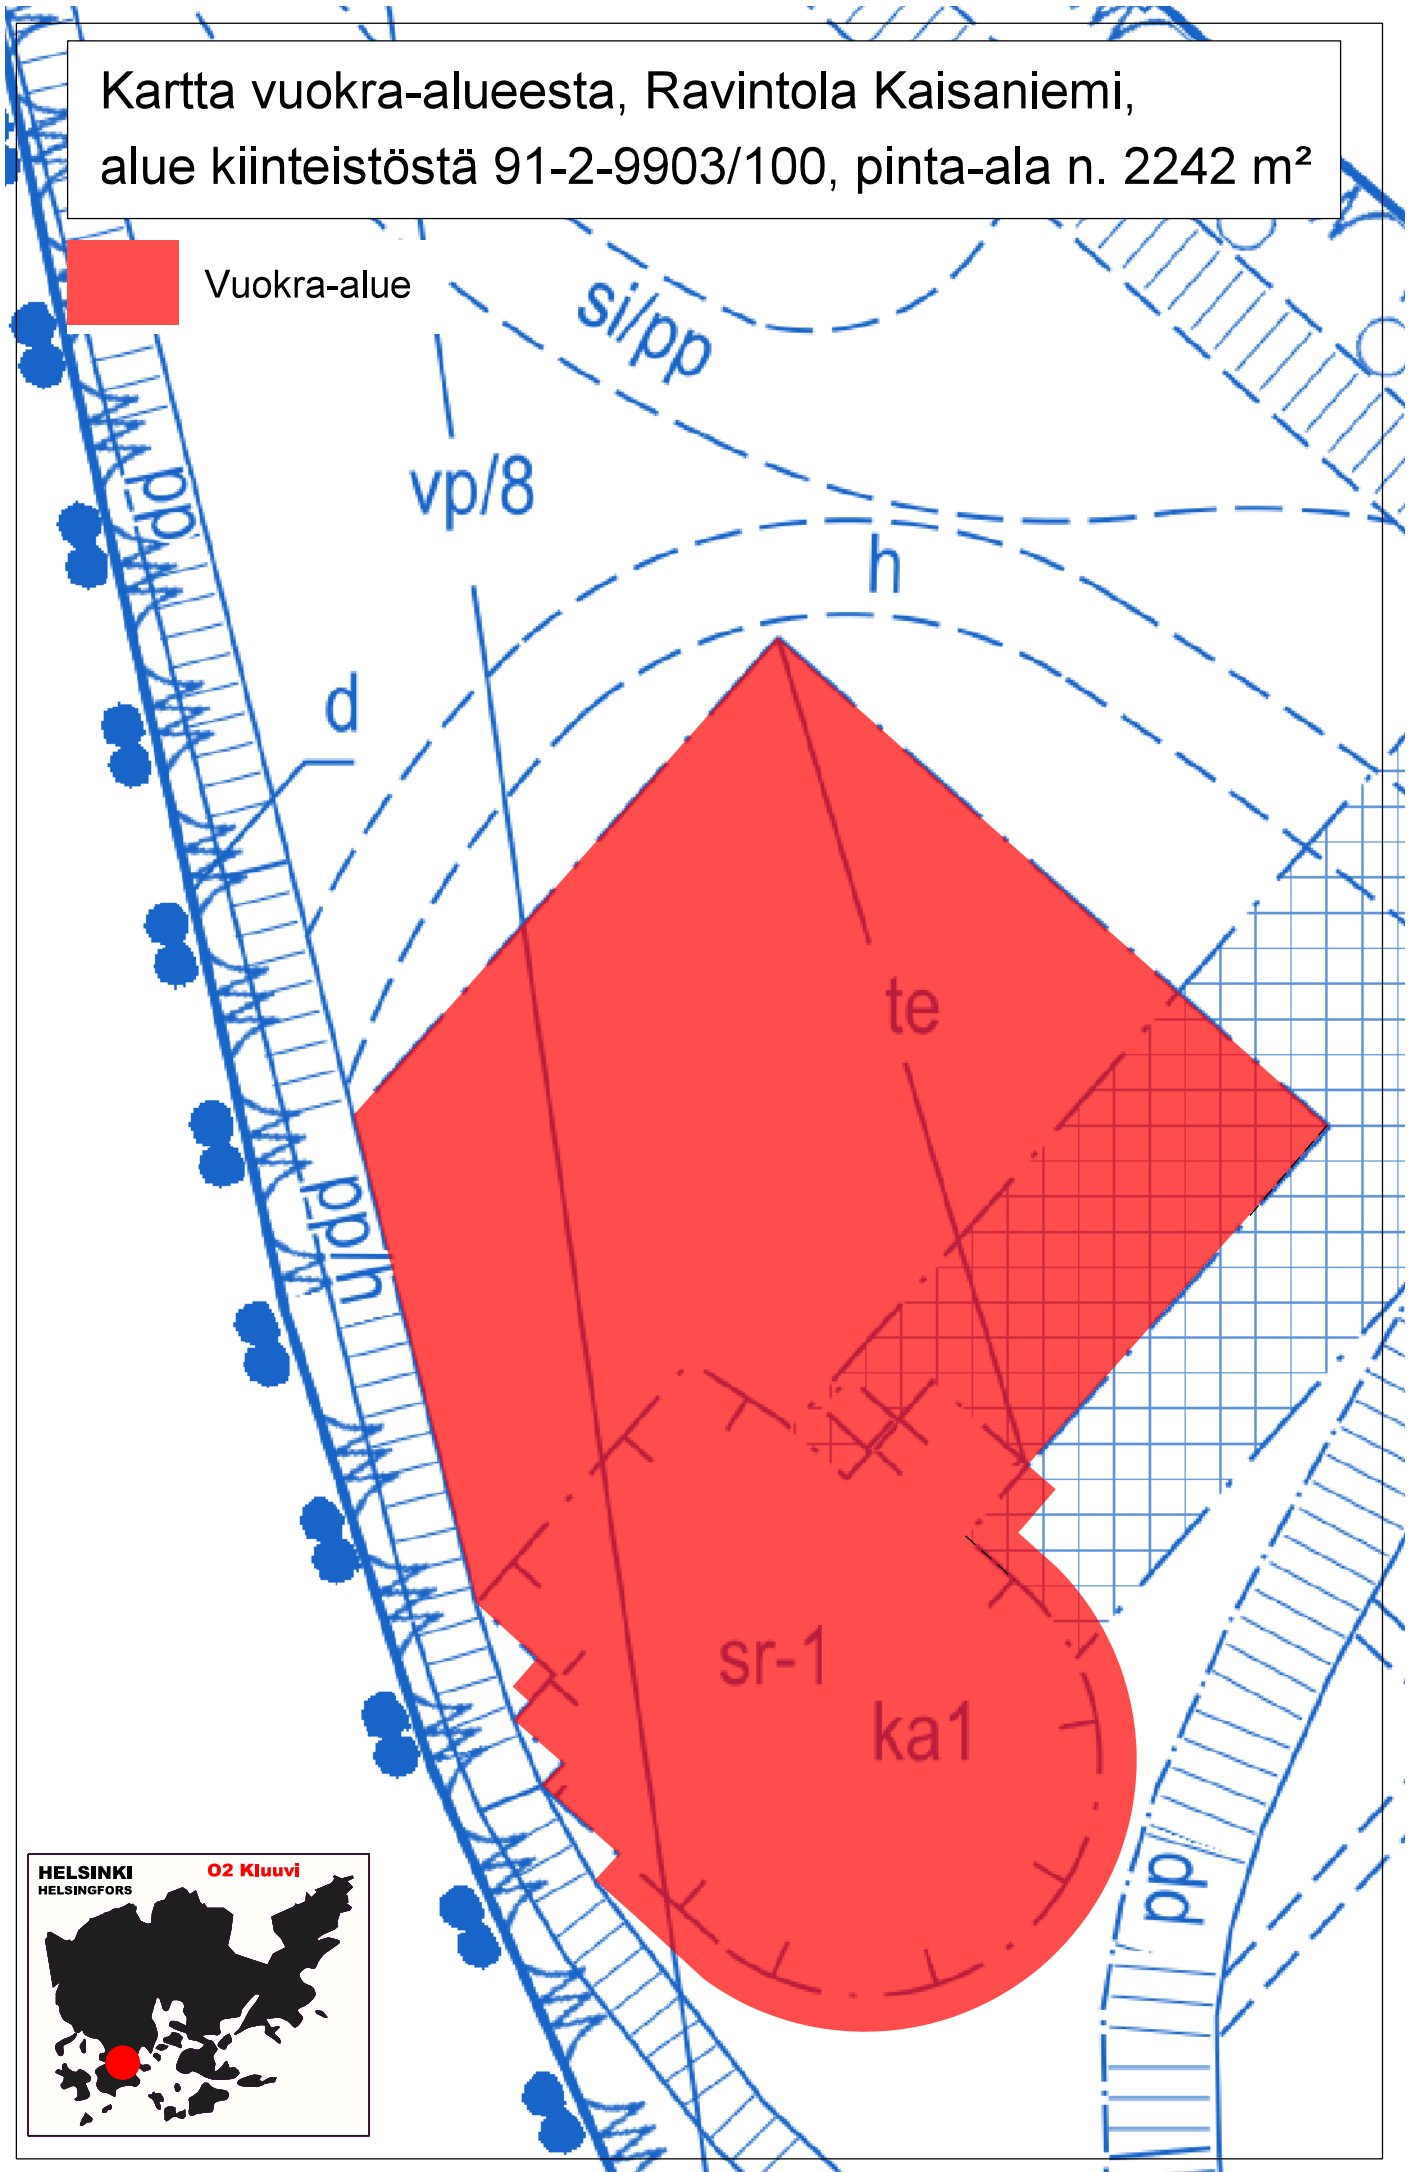 Kartta vuokra-alueesta, Ravintola Kaisaniemi,
alue kiinteistöstä 91-2-9903/100, pinta-ala n. 2242 m²
Vuokra-alue
si/pp
vp/8
pp
h
d
te
pp/h
sr-1
ka1
pp
HELSINKI
HELSINGFORS
02 Kluuvi